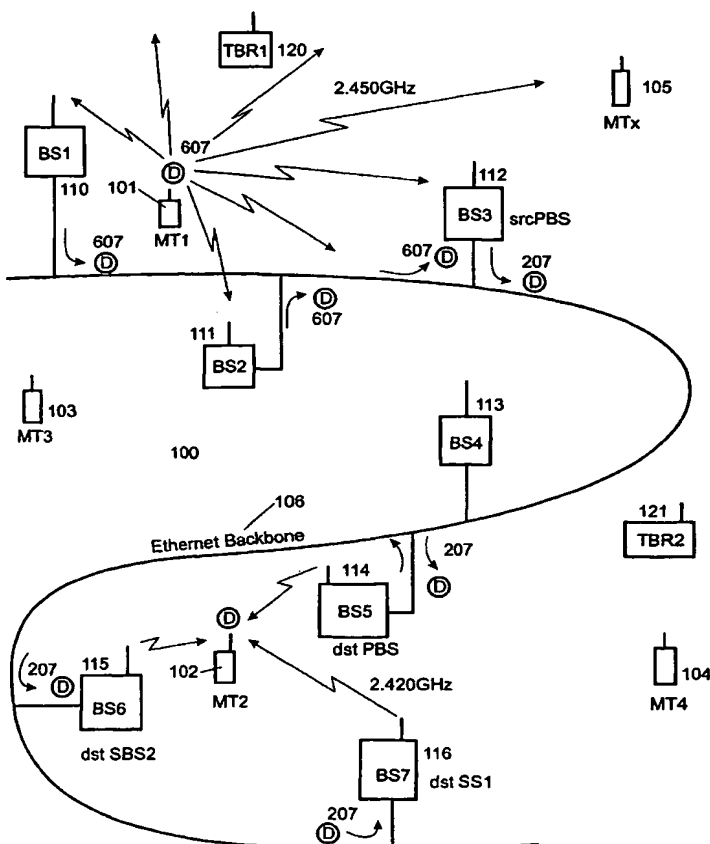 TBR1 120
2.450GHz
105
MTx
BS1
607
D
110
101
MT1
112
BS3 srcPBS
607
D
607
D
207
D
D
607
111
BS2
103
MT3
113
BS4
100
106
Ethernet Backbone
121
TBR2
207
D
114
BS5
dst PBS
D
102
MT2
207
D
115
BS6
dst SBS2
2.420GHz
104
MT4
116
BS7
dst SS1
207
D